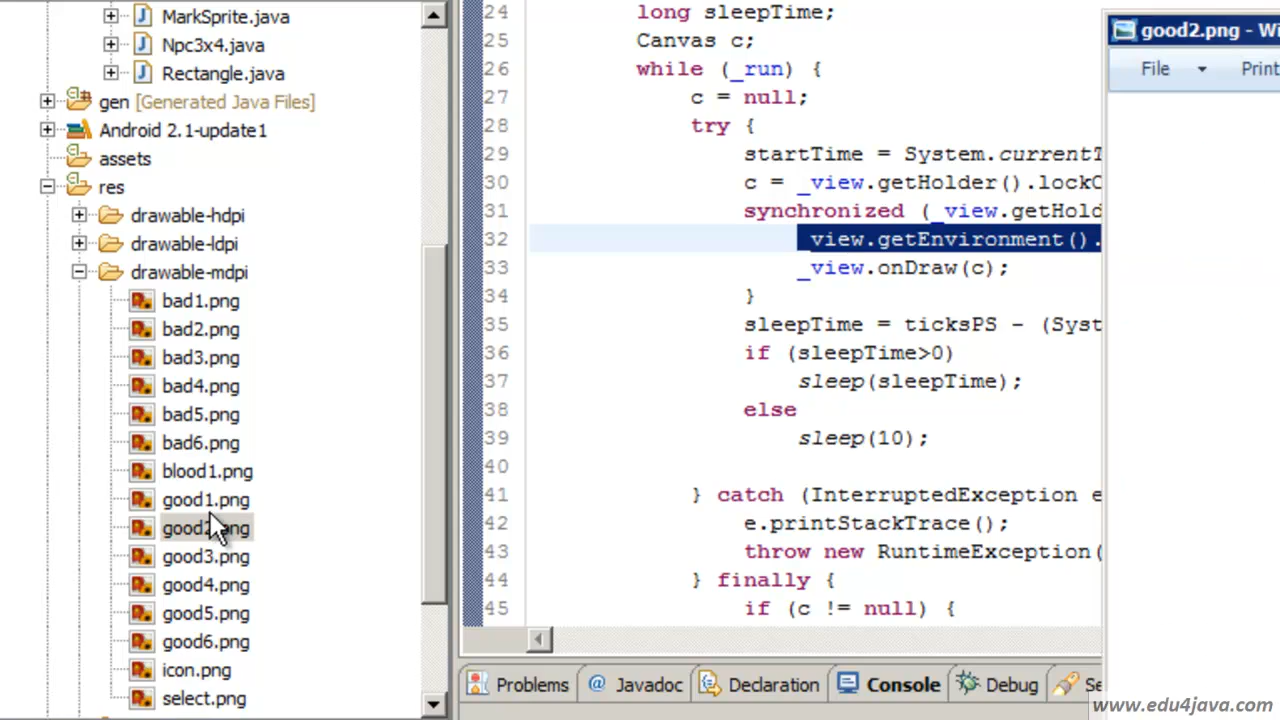 MarkSprite.java
Npc3x4.java
Rectangle.java
gen [Generated Java Files]
Android 2.1-update1
assets
res
drawable-hdpi
drawable-ldpi
drawable-mdpi
bad1.png
bad2.png
bad3.png
bad4.png
bad5.png
bad6.png
blood1.png
good1.png
good2.png
good3.png
good4.png
good5.png
good6.png
icon.png
select.png
24 long sleepTime;
25 Canvas c;
26 while (_run) {
27 c = null;
28 try {
29 startTime = System.currentT
30 c = _view.getHolder().lockC
31 synchronized (_view.getHold
32 _view.getEnvironment().
33 _view.onDraw(c);
34 }
35 sleepTime = ticksPS - (Syst
36 if (sleepTime>0)
37 sleep(sleepTime);
38 else
39 sleep(10);
40
41 } catch (InterruptedException e
42 e.printStackTrace();
43 throw new RuntimeException(
44 } finally {
45 if (c != null) {
good2.png - Wi
File Print
Problems @ Javadoc Declaration Console Debug Se
www.edu4java.com